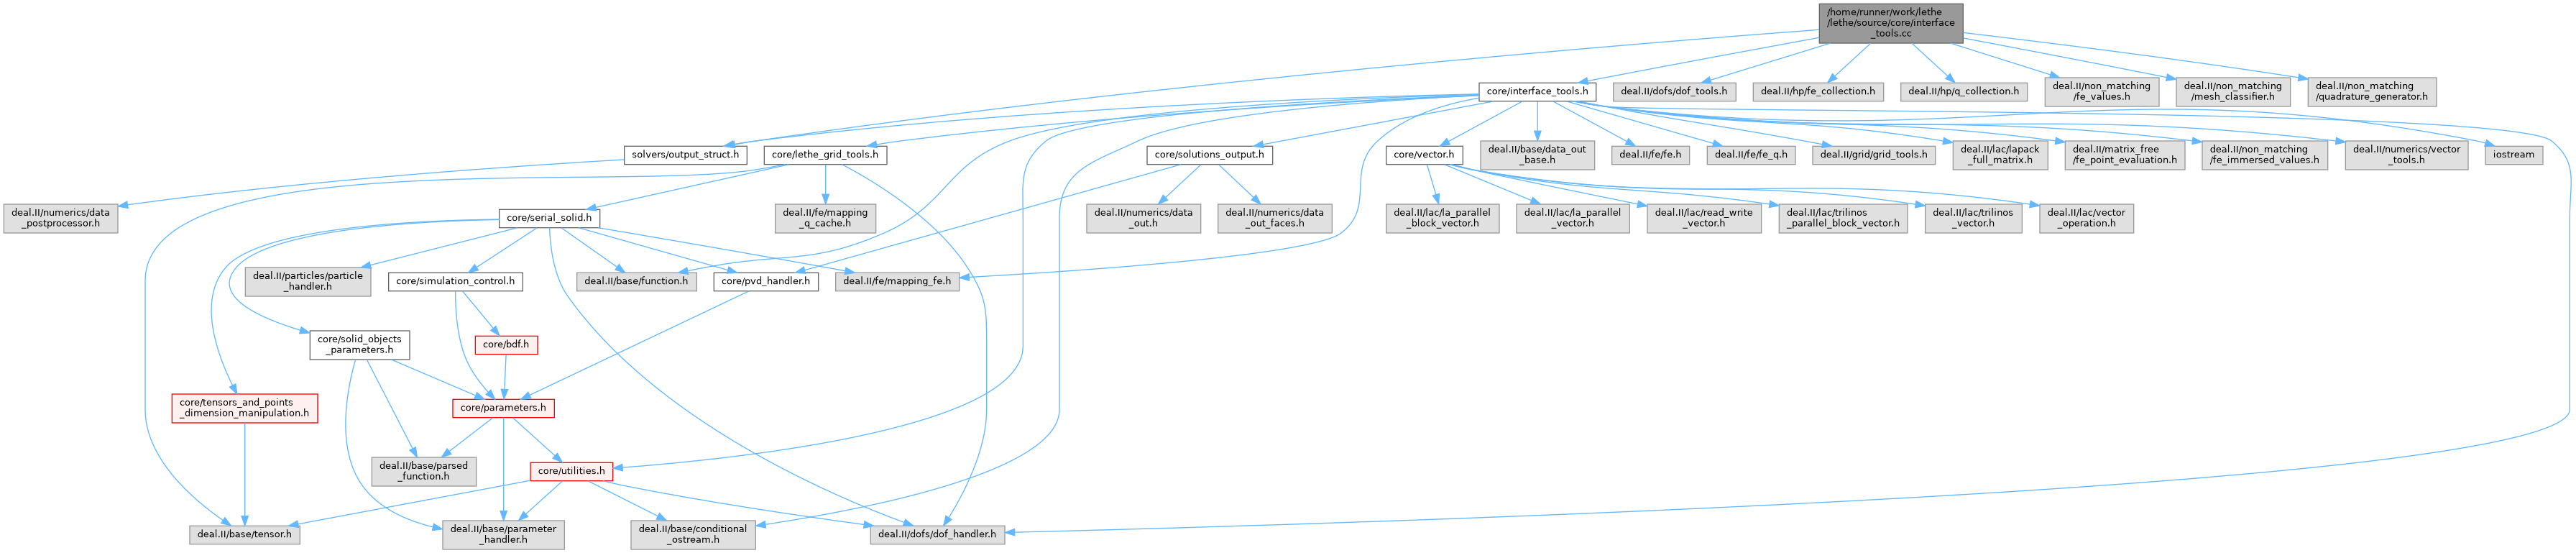 /home/runner/work/lethe
/lethe/source/core/interface
_tools.cc
core/interface_tools.h
deal.II/dofs/dof_tools.h
deal.II/hp/fe_collection.h
deal.II/hp/q_collection.h
deal.II/non_matching
/fe_values.h
deal.II/non_matching
/mesh_classifier.h
deal.II/non_matching
/quadrature_generator.h
solvers/output_struct.h
core/lethe_grid_tools.h
core/solutions_output.h
core/vector.h
deal.II/base/data_out
_base.h
deal.II/fe/fe.h
deal.II/fe/fe_q.h
deal.II/grid/grid_tools.h
deal.II/lac/lapack
_full_matrix.h
deal.II/matrix_free
/fe_point_evaluation.h
deal.II/non_matching
/fe_immersed_values.h
deal.II/numerics/vector
_tools.h
iostream
deal.II/numerics/data
_postprocessor.h
core/serial_solid.h
deal.II/fe/mapping
_q_cache.h
deal.II/numerics/data
_out.h
deal.II/numerics/data
_out_faces.h
deal.II/lac/la_parallel
_block_vector.h
deal.II/lac/la_parallel
_vector.h
deal.II/lac/read_write
_vector.h
deal.II/lac/trilinos
_parallel_block_vector.h
deal.II/lac/trilinos
_vector.h
deal.II/lac/vector
_operation.h
deal.II/particles/particle
_handler.h
core/simulation_control.h
deal.II/base/function.h
core/pvd_handler.h
deal.II/fe/mapping_fe.h
core/solid_objects
_parameters.h
core/bdf.h
core/tensors_and_points
_dimension_manipulation.h
core/parameters.h
deal.II/base/parsed
_function.h
core/utilities.h
deal.II/base/tensor.h
deal.II/base/parameter
_handler.h
deal.II/base/conditional
_ostream.h
deal.II/dofs/dof_handler.h